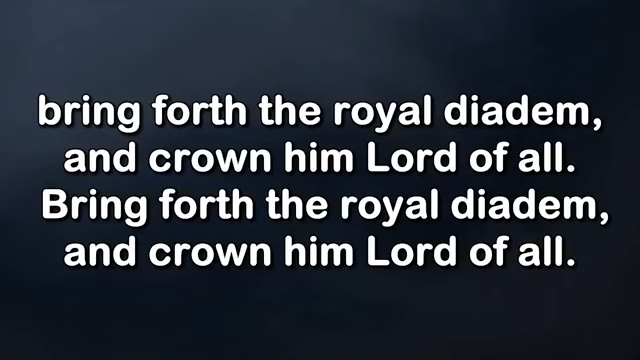 bring forth the royal diadem,
and crown him Lord of all.
Bring forth the royal diadem,
and crown him Lord of all.